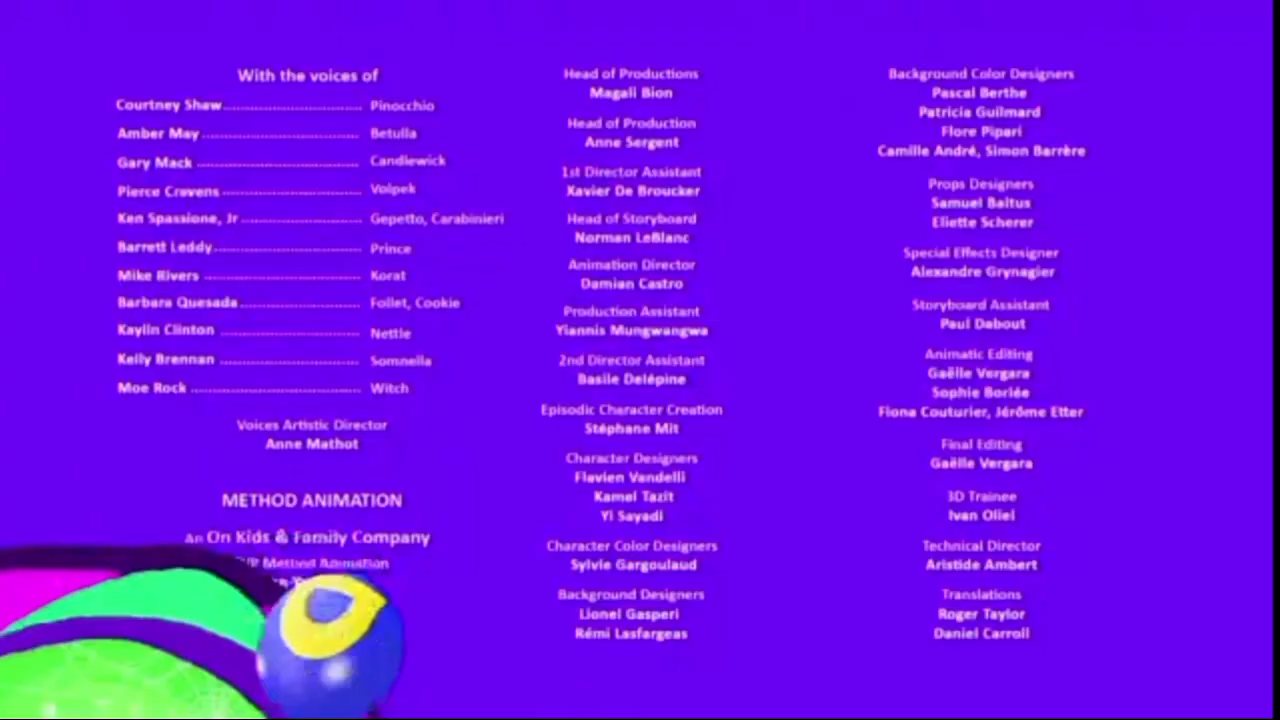 With the voices of
Courtney Shaw................................ Pinocchio
Amber May ................................ Betulla
Gary Mack ................................ Candlewick
Pierce Cravens ................................ Volpek
Ken Spassione, Jr ................................ Gepetto, Carabinieri
Barrett Leddy................................ Prince
Mike Rivers ................................ Korat
Barbara Quesada................................ Follet, Cookie
Kaylin Clinton ................................ Nettle
Kelly Brennan ................................ Somnella
Moe Rock ................................ Witch
Voices Artistic Director
Anne Mathot
METHOD ANIMATION
An On Kids & Family Company
Method Animation
Head of Productions
Magali Bion
Head of Production
Anne Sergent
1st Director Assistant
Xavier De Broucker
Head of Storyboard
Norman LeBlanc
Animation Director
Damian Castro
Production Assistant
Yiannis Mungwangwa
2nd Director Assistant
Basile Delépine
Episodic Character Creation
Stéphane Mit
Character Designers
Flavien Vandelli
Kamel Tazit
Yi Sayadi
Character Color Designers
Sylvie Gargoulaud
Background Designers
Lionel Gasperi
Rémi Lasfargeas
Background Color Designers
Pascal Berthe
Patricia Guilmard
Flore Pipari
Camille André, Simon Barrère
Props Designers
Samuel Baltus
Eliette Scherer
Special Effects Designer
Alexandre Grynagier
Storyboard Assistant
Paul Dabout
Animatic Editing
Gaëlle Vergara
Sophie Borlée
Fiona Couturier, Jérôme Etter
Final Editing
Gaëlle Vergara
3D Trainee
Ivan Oliel
Technical Director
Aristide Ambert
Translations
Roger Taylor
Daniel Carroll